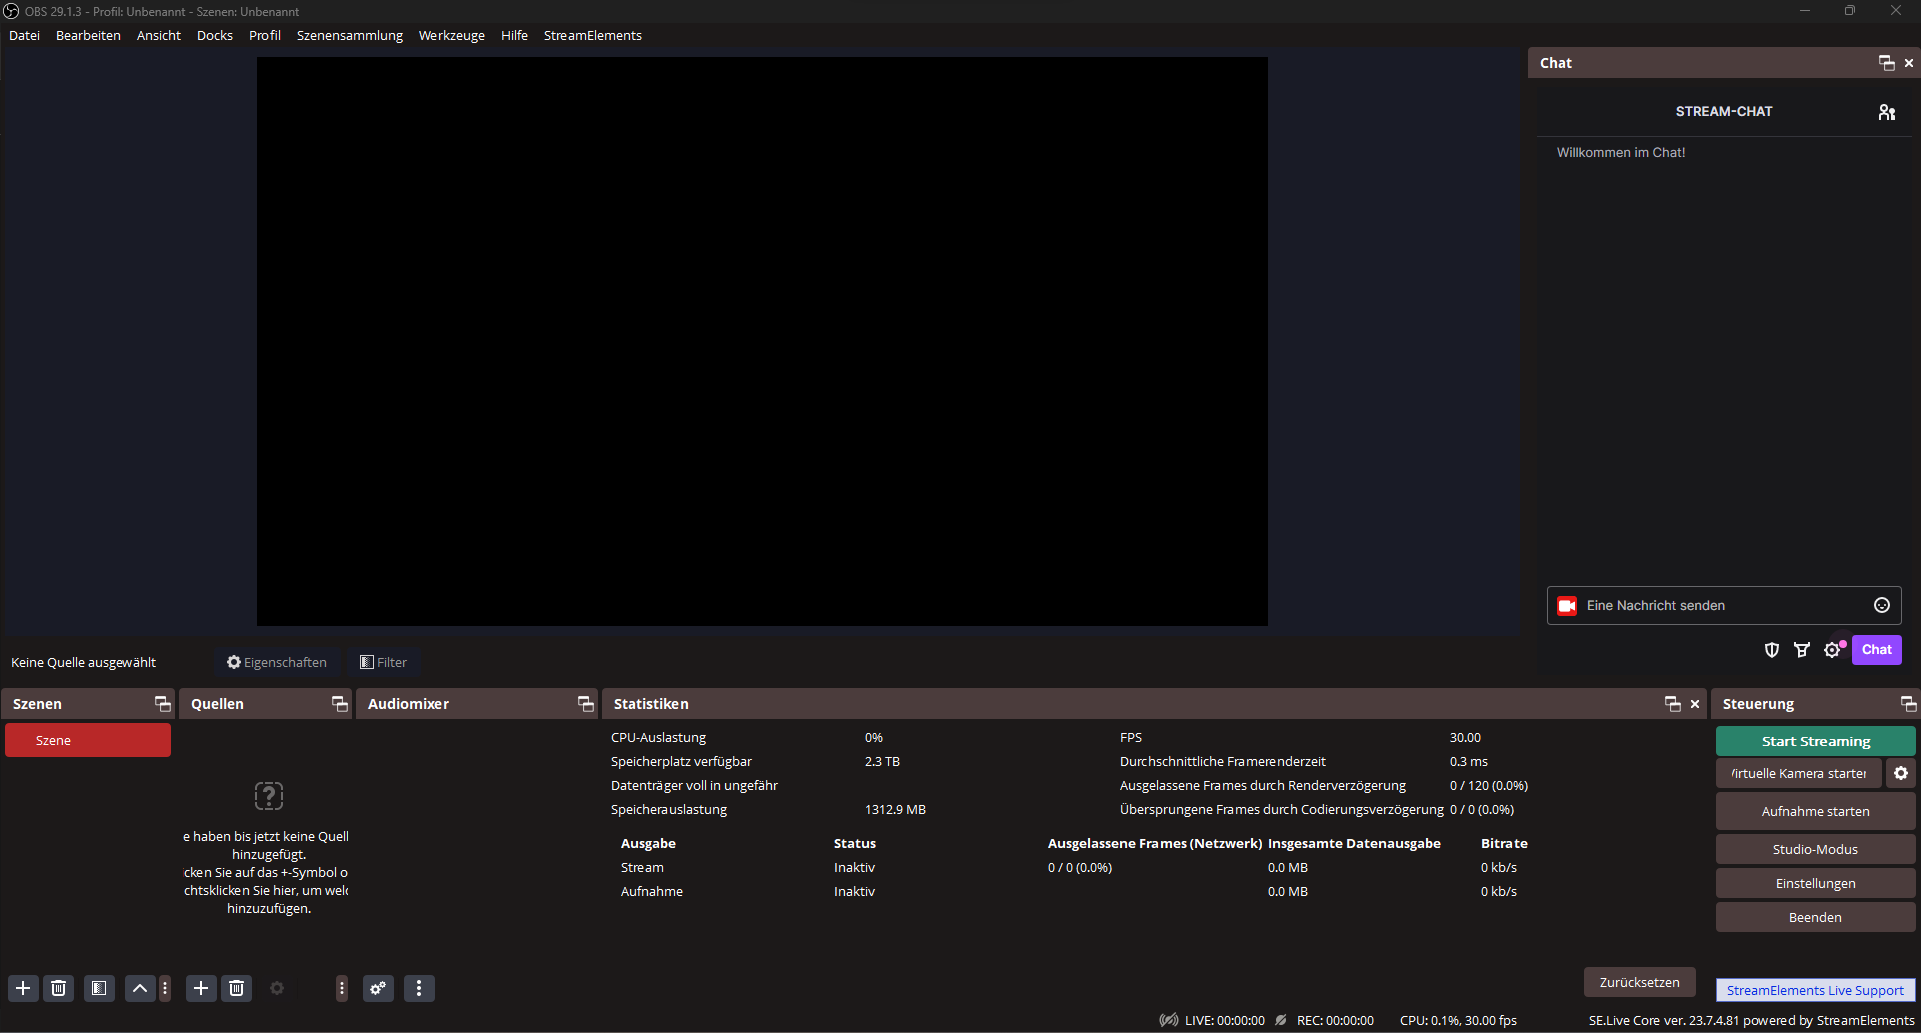 OBS 29.1.3 - Profil: Unbenannt - Szenen: Unbenannt
Datei Bearbeiten Ansicht Docks Profil Szenensammlung Werkzeuge Hilfe StreamElements
Chat
STREAM-CHAT
Willkommen im Chat!
Eine Nachricht senden
Chat
Keine Quelle ausgewählt Eigenschaften Filter
Szenen
Szene
Quellen
e haben bis jetzt keine Quell
hinzugefügt.
cken Sie auf das +-Symbol o
chtsklicken Sie hier, um welc
hinzuzufügen.
Audiomixer
Statistiken
CPU-Auslastung 0% FPS 30.00
Speicherplatz verfügbar 2.3 TB Durchschnittliche Framerenderzeit 0.3 ms
Datenträger voll in ungefähr Ausgelassene Frames durch Renderverzögerung 0 / 120 (0.0%)
Speicherauslastung 1312.9 MB Übersprungene Frames durch Codierungsverzögerung 0 / 0 (0.0%)
Ausgabe Status Ausgelassene Frames (Netzwerk) Insgesamte Datenausgabe Bitrate
Stream Inaktiv 0 / 0 (0.0%) 0.0 MB 0 kb/s
Aufnahme Inaktiv 0.0 MB 0 kb/s
Zurücksetzen
Steuerung
Start Streaming
irtuelle Kamera starter
Aufnahme starten
Studio-Modus
Einstellungen
Beenden
StreamElements Live Support
LIVE: 00:00:00 REC: 00:00:00 CPU: 0.1%, 30.00 fps SE.Live Core ver. 23.7.4.81 powered by StreamElements